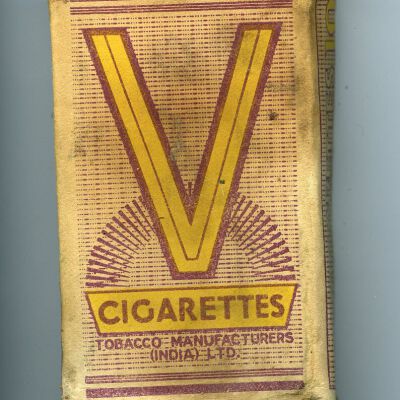 V
CIGARETTES
TOBACCO MANUFACTURERS
(INDIA) LTD.